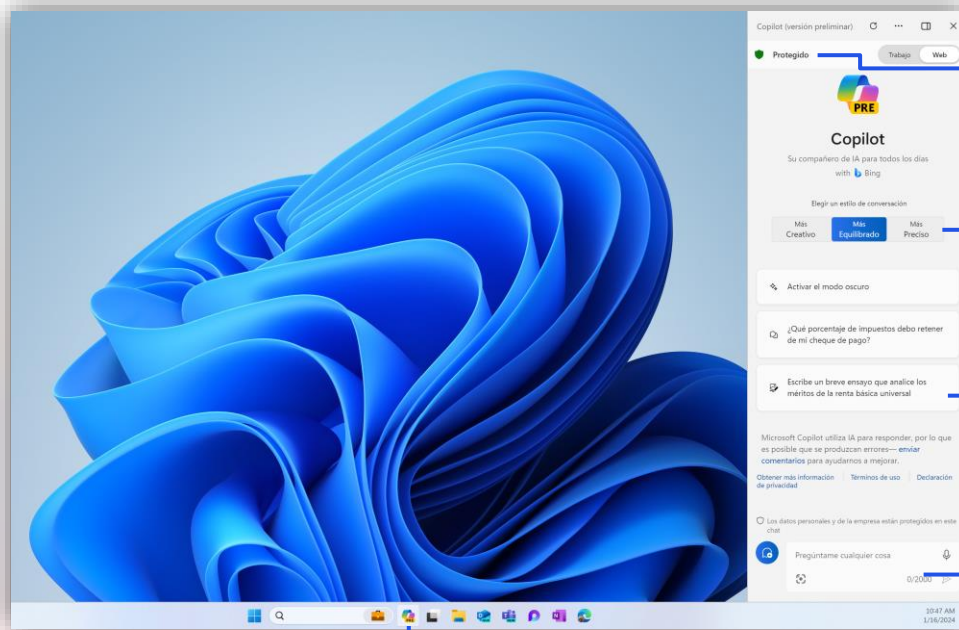 Copilot (versión preliminar)
Protegido
Trabajo Web
PRE
Copilot
Su compañero de IA para todos los días
with Bing
Elegir un estilo de conversación
Más Creativo
Más Equilibrado
Más Preciso
Activar el modo oscuro
¿Qué porcentaje de impuestos debo retener
de mi cheque de pago?
Escribe un breve ensayo que analice los
méritos de la renta básica universal
Microsoft Copilot utiliza IA para responder, por lo que
es posible que se produzcan errores— enviar
comentarios para ayudarnos a mejorar.
Obtener más información Términos de uso Declaración
de privacidad
Los datos personales y de la empresa están protegidos en este
chat
Pregúntame cualquier cosa
0/2000
10:47 AM
1/16/2024